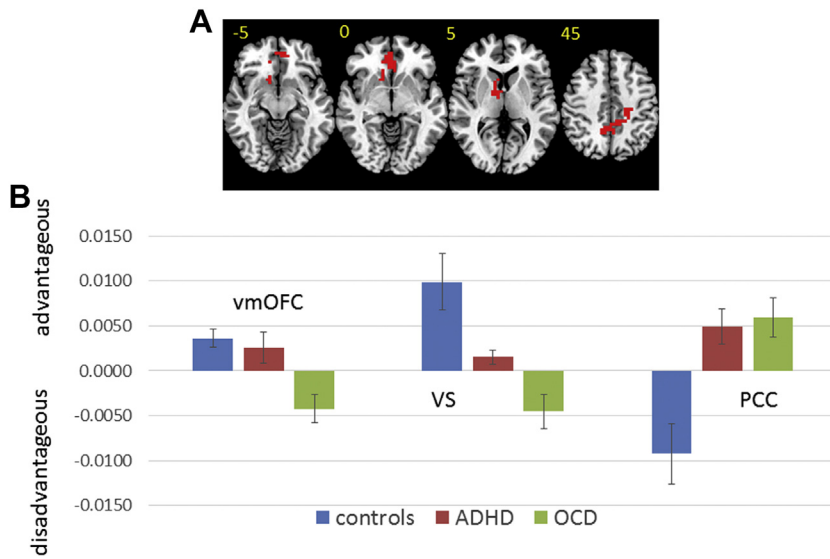 A
-5 0 5 45
B
advantageous
disadvantageous
0.0150
0.0100
0.0050
0.0000
-0.0050
-0.0100
-0.0150
vmOFC
VS
PCC
controls ADHD OCD